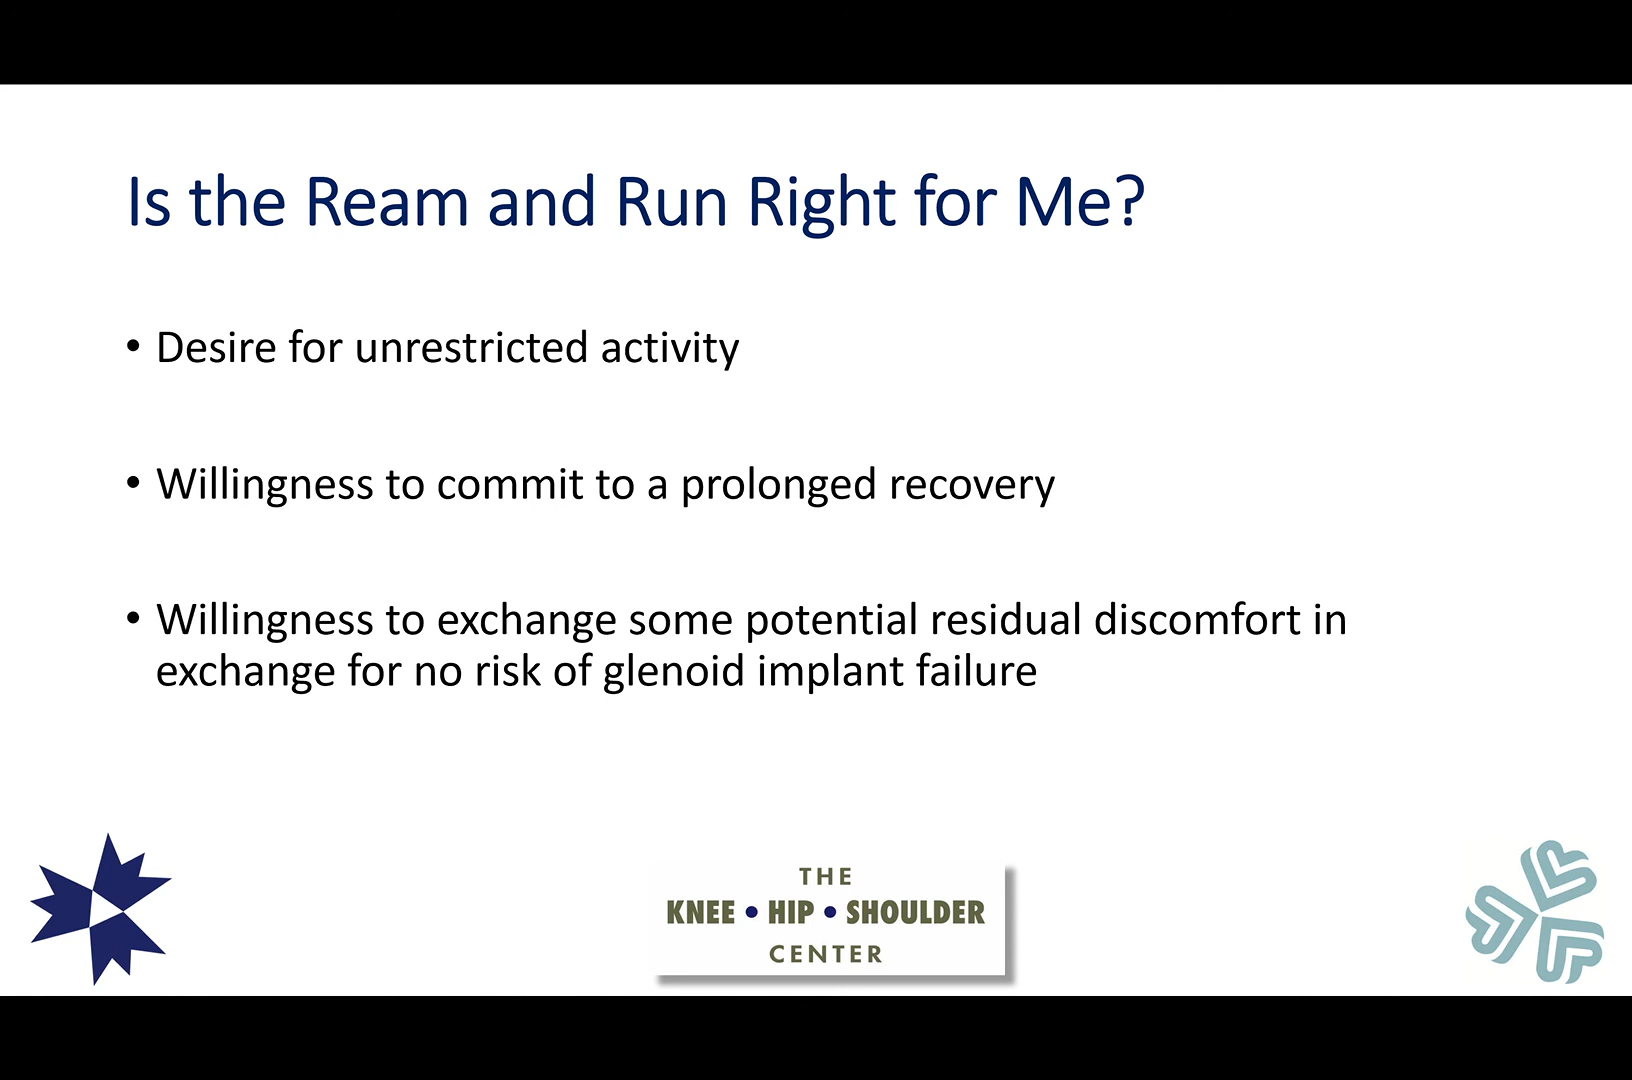 Is the Ream and Run Right for Me?
• Desire for unrestricted activity
• Willingness to commit to a prolonged recovery
• Willingness to exchange some potential residual discomfort in
exchange for no risk of glenoid implant failure
THE
KNEE • HIP • SHOULDER
CENTER